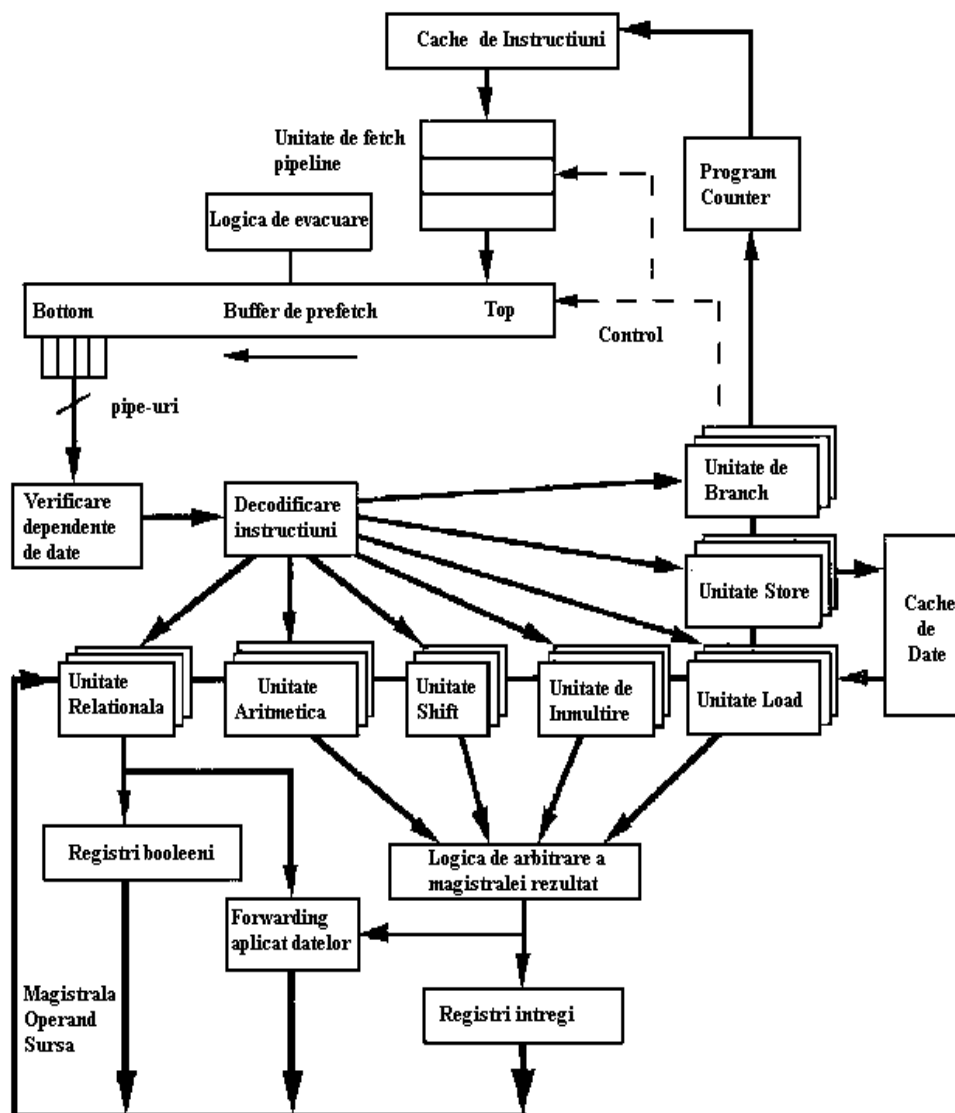 Cache de Instructiuni
Unitate de fetch
pipeline
Program
Counter
Logica de evacuare
Bottom
Buffer de prefetch
Top
Control
pipe-uri
Unitate de
Branch
Verificare
dependente
de date
Decodificare
instructiuni
Unitate Store
Cache
de
Date
Unitate
Relationala
Unitate
Aritmetica
Unitate
Shift
Unitate de
Inmultire
Unitate Load
Registri booleeni
Logica de arbitrare a
magistralei rezultat
Forwarding
aplicat datelor
Magistrala
Operand
Sursa
Registri intregi